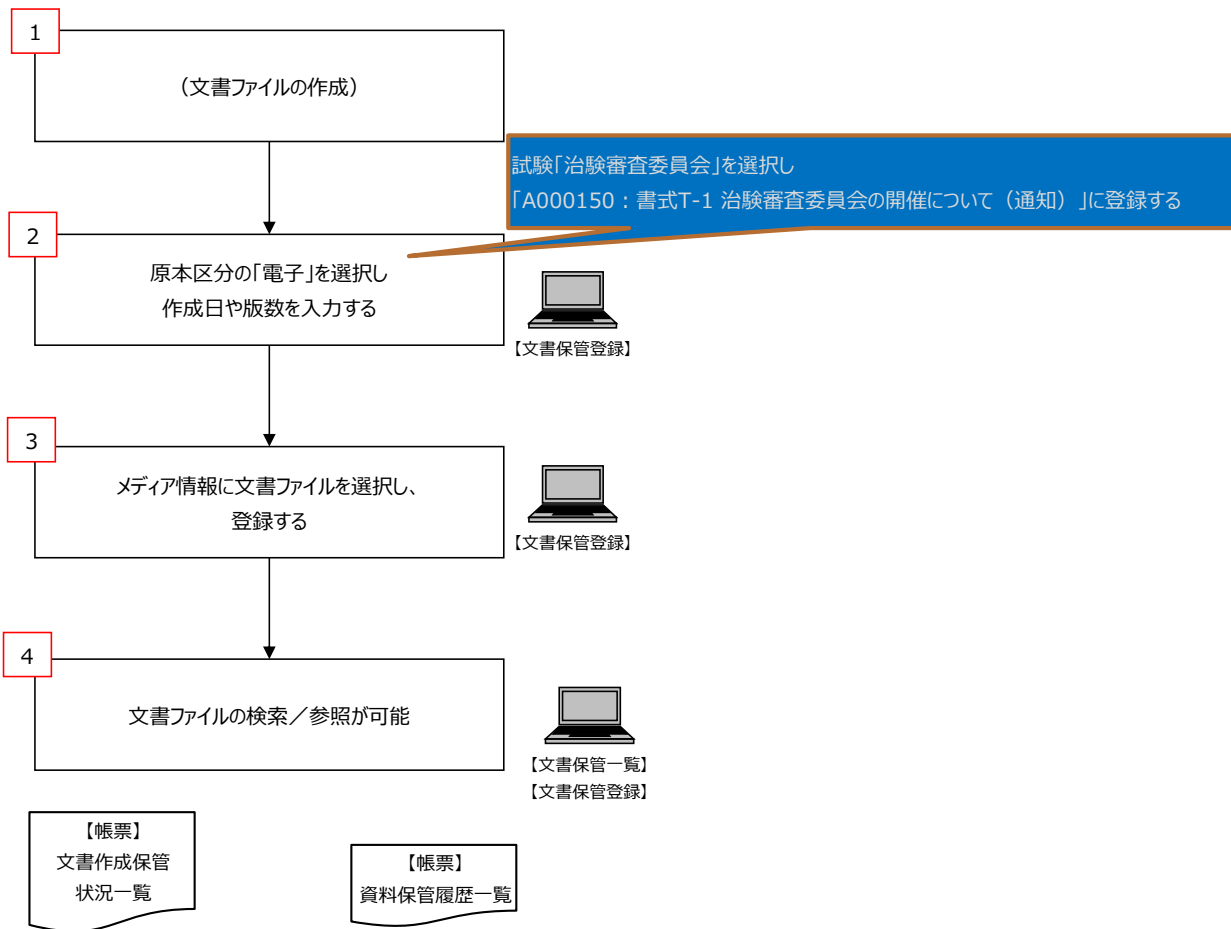 1
（文書ファイルの作成）
試験「治験審査委員会」を選択し
「A000150：書式T-1 治験審査委員会の開催について（通知）」に登録する
2
原本区分の「電子」を選択し
作成日や版数を入力する
【文書保管登録】
3
メディア情報に文書ファイルを選択し、
登録する
【文書保管登録】
4
文書ファイルの検索／参照が可能
【文書保管一覧】
【文書保管登録】
【帳票】
文書作成保管
状況一覧
【帳票】
資料保管履歴一覧